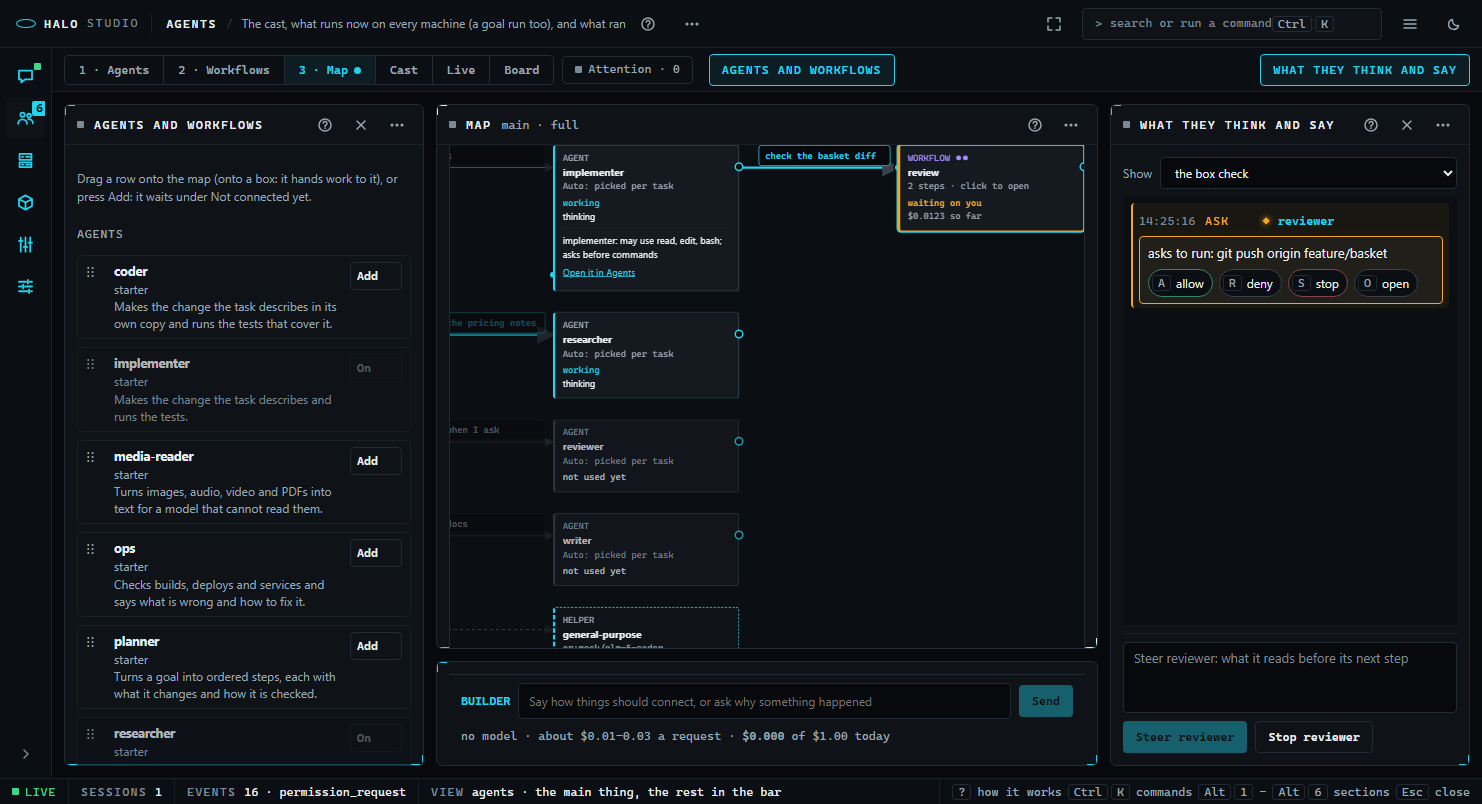 HALO STUDIO AGENTS / The cast, what runs now on every machine (a goal run too), and what ran
> search or run a command Ctrl K
6
1 · Agents
2 · Workflows
3 · Map
Cast
Live
Board
Attention · 0
AGENTS AND WORKFLOWS
WHAT THEY THINK AND SAY
AGENTS AND WORKFLOWS
Drag a row onto the map (onto a box: it hands work to it), or
press Add: it waits under Not connected yet.
AGENTS
coder
Add
starter
Makes the change the task describes in its
own copy and runs the tests that cover it.
implementer
On
starter
Makes the change the task describes and
runs the tests.
media-reader
Add
starter
Turns images, audio, video and PDFs into
text for a model that cannot read them.
ops
Add
starter
Checks builds, deploys and services and
says what is wrong and how to fix it.
planner
Add
starter
Turns a goal into ordered steps, each with
what it changes and how it is checked.
researcher
On
starter
MAP main · full
AGENT
implementer
Auto: picked per task
working
thinking
implementer: may use read, edit, bash;
asks before commands
Open it in Agents
check the basket diff
WORKFLOW
review
2 steps · click to open
waiting on you
$0.0123 so far
the pricing notes
AGENT
researcher
Auto: picked per task
working
thinking
when I ask
AGENT
reviewer
Auto: picked per task
not used yet
docs
AGENT
writer
Auto: picked per task
not used yet
HELPER
general-purpose
BUILDER
Say how things should connect, or ask why something happened
Send
no model · about $0.01–0.03 a request · $0.000 of $1.00 today
WHAT THEY THINK AND SAY
Show the box check
14:25:16 ASK reviewer
asks to run: git push origin feature/basket
A allow
R deny
S stop
O open
Steer reviewer: what it reads before its next step
Steer reviewer
Stop reviewer
LIVE
SESSIONS 1
EVENTS 16 · permission_request
VIEW agents · the main thing, the rest in the bar
? how it works Ctrl K commands Alt 1 – Alt 6 sections Esc close